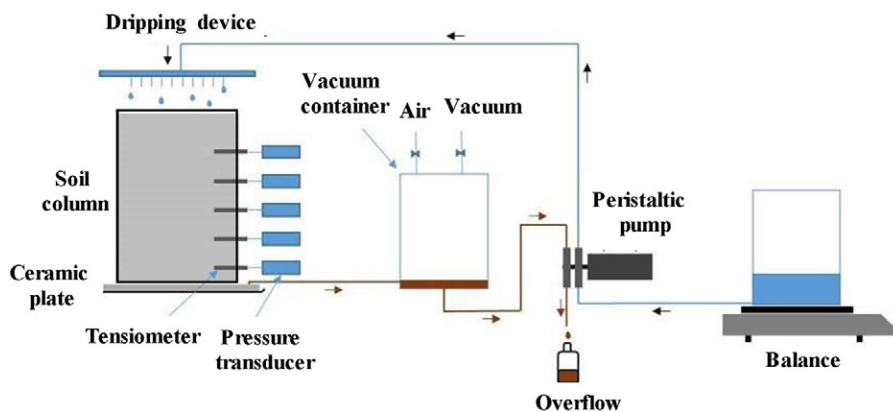 Dripping device
Vacuum
container
Air
Vacuum
Soil
column
Peristaltic
pump
Ceramic
plate
Tensiometer
Pressure
transducer
Overflow
Balance